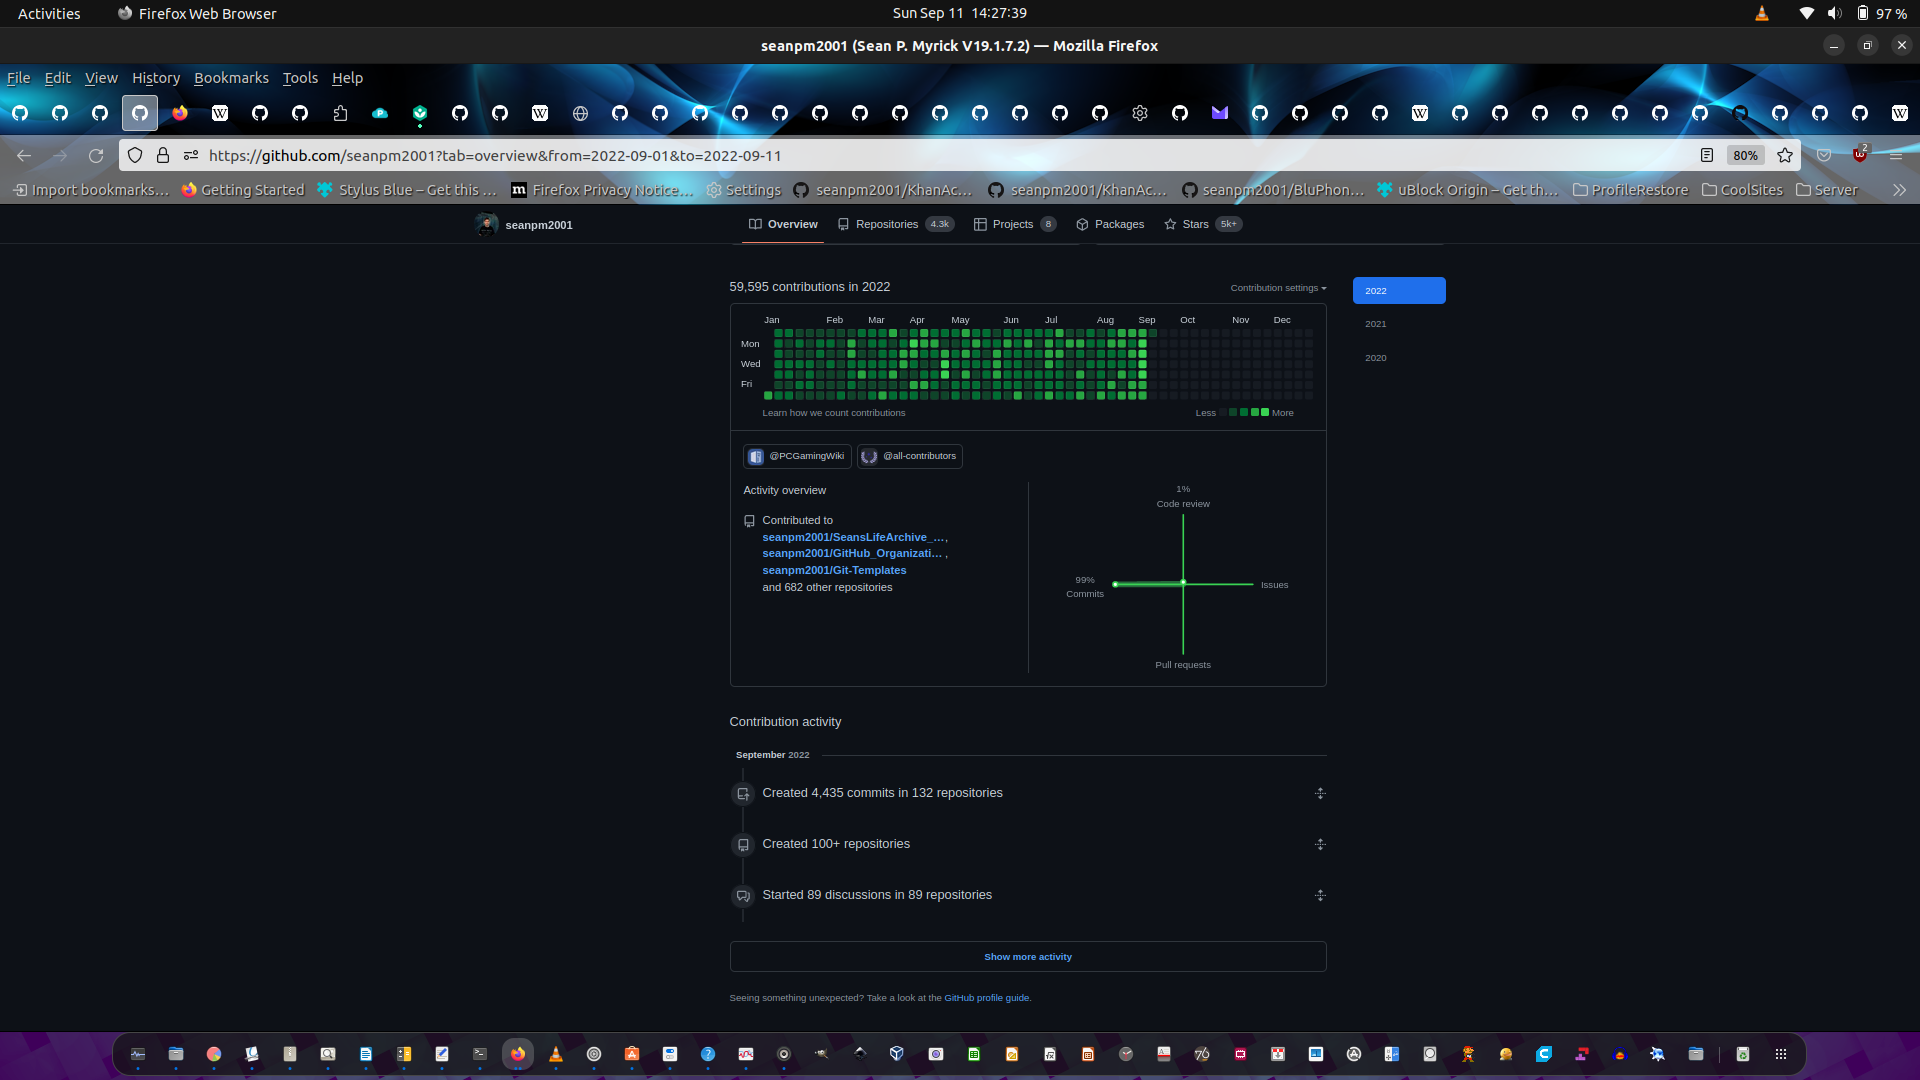 Activities
Firefox Web Browser
Sun Sep 11 14:27:39
97 %
seanpm2001 (Sean P. Myrick V19.1.7.2) — Mozilla Firefox
File Edit View History Bookmarks Tools Help
https://github.com/seanpm2001?tab=overview&from=2022-09-01&to=2022-09-11
80%
2
Import bookmarks… Getting Started Stylus Blue – Get this … Firefox Privacy Notice… Settings seanpm2001/KhanAc… seanpm2001/KhanAc… seanpm2001/BluPhon… uBlock Origin – Get th… ProfileRestore CoolSites Server
seanpm2001
Overview Repositories 4.3k Projects 8 Packages Stars 5k+
59,595 contributions in 2022
Contribution settings
2022
2021
2020
Jan Feb Mar Apr May Jun Jul Aug Sep Oct Nov Dec
Mon
Wed
Fri
Learn how we count contributions
Less More
@PCGamingWiki @all-contributors
Activity overview
Contributed to
seanpm2001/SeansLifeArchive_…,
seanpm2001/GitHub_Organizati… ,
seanpm2001/Git-Templates
and 682 other repositories
1%
Code review
99%
Commits
Issues
Pull requests
Contribution activity
September 2022
Created 4,435 commits in 132 repositories
Created 100+ repositories
Started 89 discussions in 89 repositories
Show more activity
Seeing something unexpected? Take a look at the GitHub profile guide.